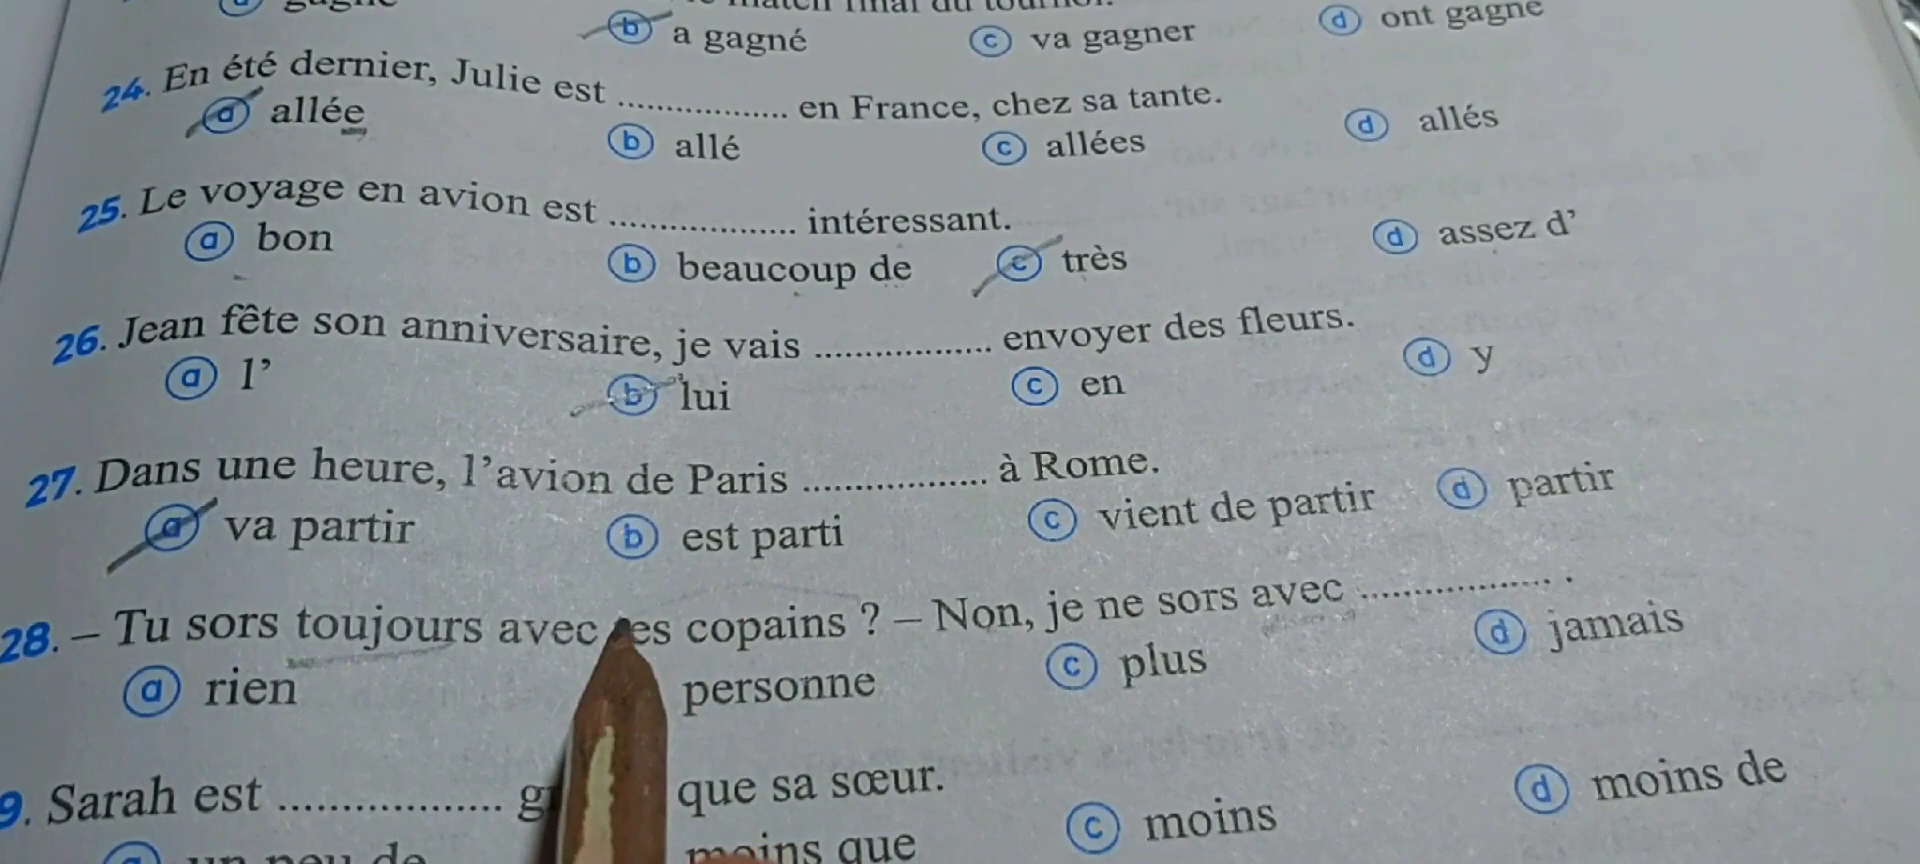 b a gagné c va gagner d ont gagné
24. En été dernier, Julie est .................. en France, chez sa tante.
a allée b allé c allées d allés
25. Le voyage en avion est .................. intéressant.
a bon b beaucoup de c très d assez d’
26. Jean fête son anniversaire, je vais .................. envoyer des fleurs.
a l’ b lui c en d y
27. Dans une heure, l’avion de Paris .................. à Rome.
a va partir b est parti c vient de partir d partir
28. – Tu sors toujours avec es copains ? – Non, je ne sors avec .................. .
a rien personne c plus d jamais
9. Sarah est .................. que sa sœur.
moins que c moins d moins de